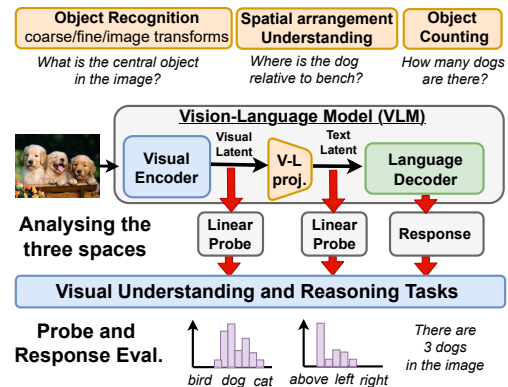 Object Recognition
coarse/fine/image transforms
What is the central object
in the image?
Spatial arrangement
Understanding
Where is the dog
relative to bench?
Object
Counting
How many dogs
are there?
Vision-Language Model (VLM)
Visual
Encoder
Visual
Latent
V-L
proj.
Text
Latent
Language
Decoder
Analysing the
three spaces
Linear
Probe
Linear
Probe
Response
Visual Understanding and Reasoning Tasks
Probe and
Response Eval.
bird dog cat
above left right
There are
3 dogs
in the image